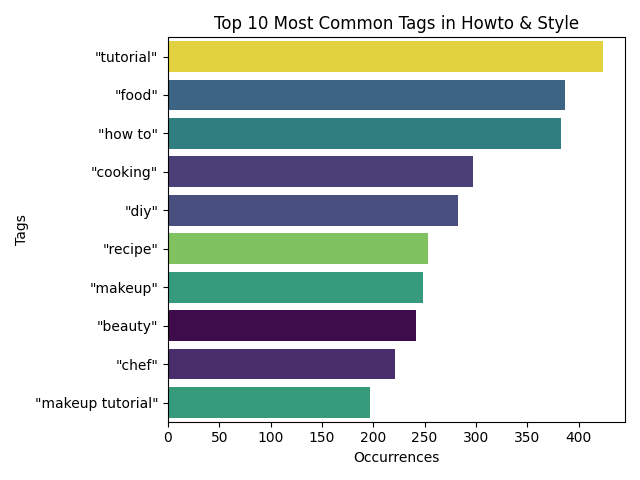 Top 10 Most Common Tags in Howto & Style
"tutorial"
"food"
"how to"
"cooking"
"diy"
"recipe"
"makeup"
"beauty"
"chef"
"makeup tutorial"
Tags
0 50 100 150 200 250 300 350 400
Occurrences